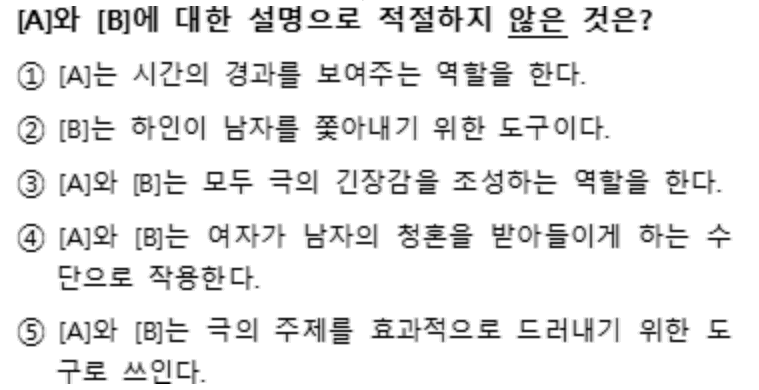 [A]와 [B]에 대한 설명으로 적절하지 않은 것은?
① [A]는 시간의 경과를 보여주는 역할을 한다.
② [B]는 하인이 남자를 쫓아내기 위한 도구이다.
③ [A]와 [B]는 모두 극의 긴장감을 조성하는 역할을 한다.
④ [A]와 [B]는 여자가 남자의 청혼을 받아들이게 하는 수
단으로 작용한다.
⑤ [A]와 [B]는 극의 주제를 효과적으로 드러내기 위한 도
구로 쓰인다.